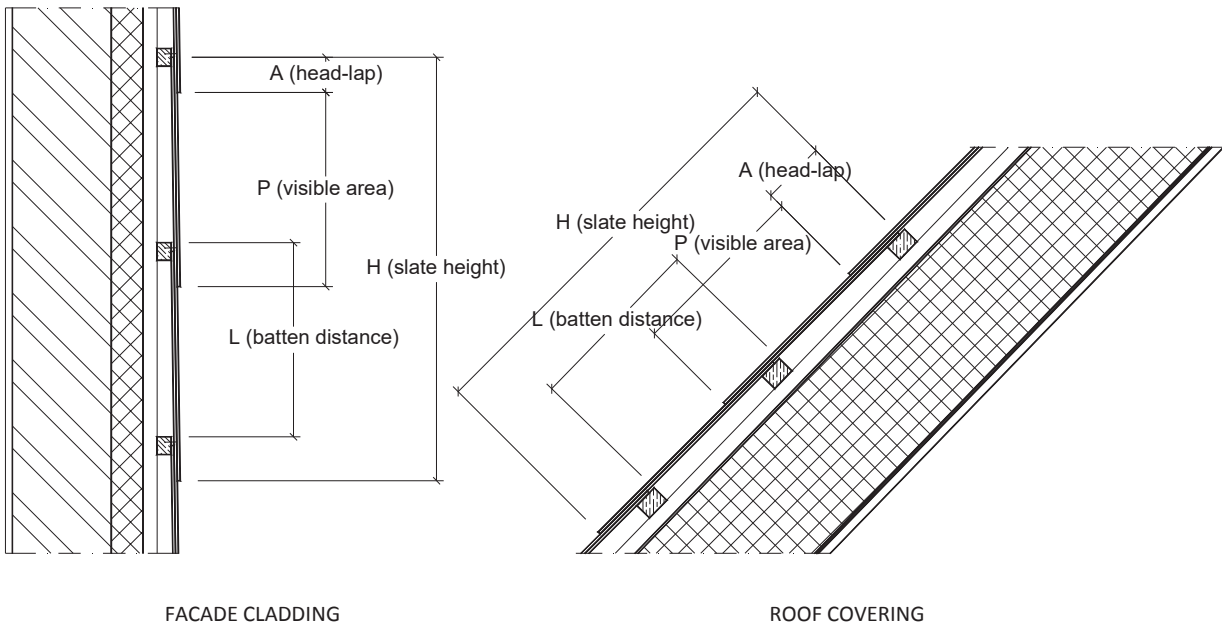 A (head-lap)
P (visible area)
H (slate height)
L (batten distance)
A (head-lap)
H (slate height)
P (visible area)
L (batten distance)
FACADE CLADDING
ROOF COVERING